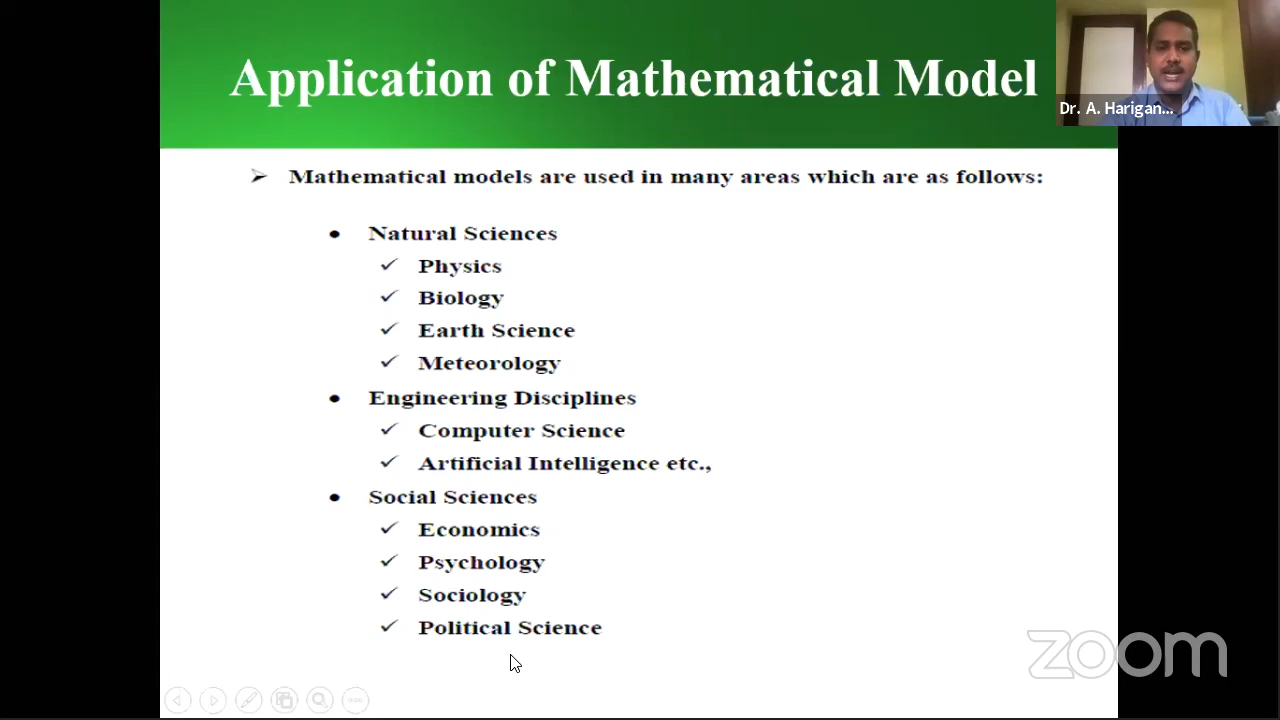 Application of Mathematical Model
Dr. A. Harigan...
➢ Mathematical models are used in many areas which are as follows:
• Natural Sciences
✓ Physics
✓ Biology
✓ Earth Science
✓ Meteorology
• Engineering Disciplines
✓ Computer Science
✓ Artificial Intelligence etc.,
• Social Sciences
✓ Economics
✓ Psychology
✓ Sociology
✓ Political Science
zoom